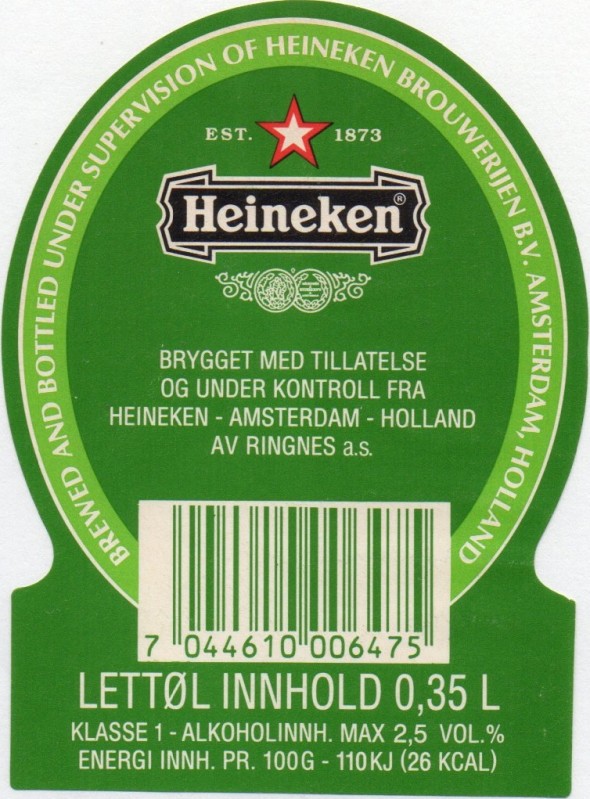 BREWED AND BOTTLED UNDER SUPERVISION OF HEINEKEN BROUWERIJEN B.V. AMSTERDAM, HOLLAND
EST. 1873
Heineken®
BRYGGET MED TILLATELSE
OG UNDER KONTROLL FRA
HEINEKEN - AMSTERDAM - HOLLAND
AV RINGNES a.s.
7 044610 006475
LETTØL INNHOLD 0,35 L
KLASSE 1 - ALKOHOLINNH. MAX 2,5 VOL.%
ENERGI INNH. PR. 100G - 110KJ (26 KCAL)